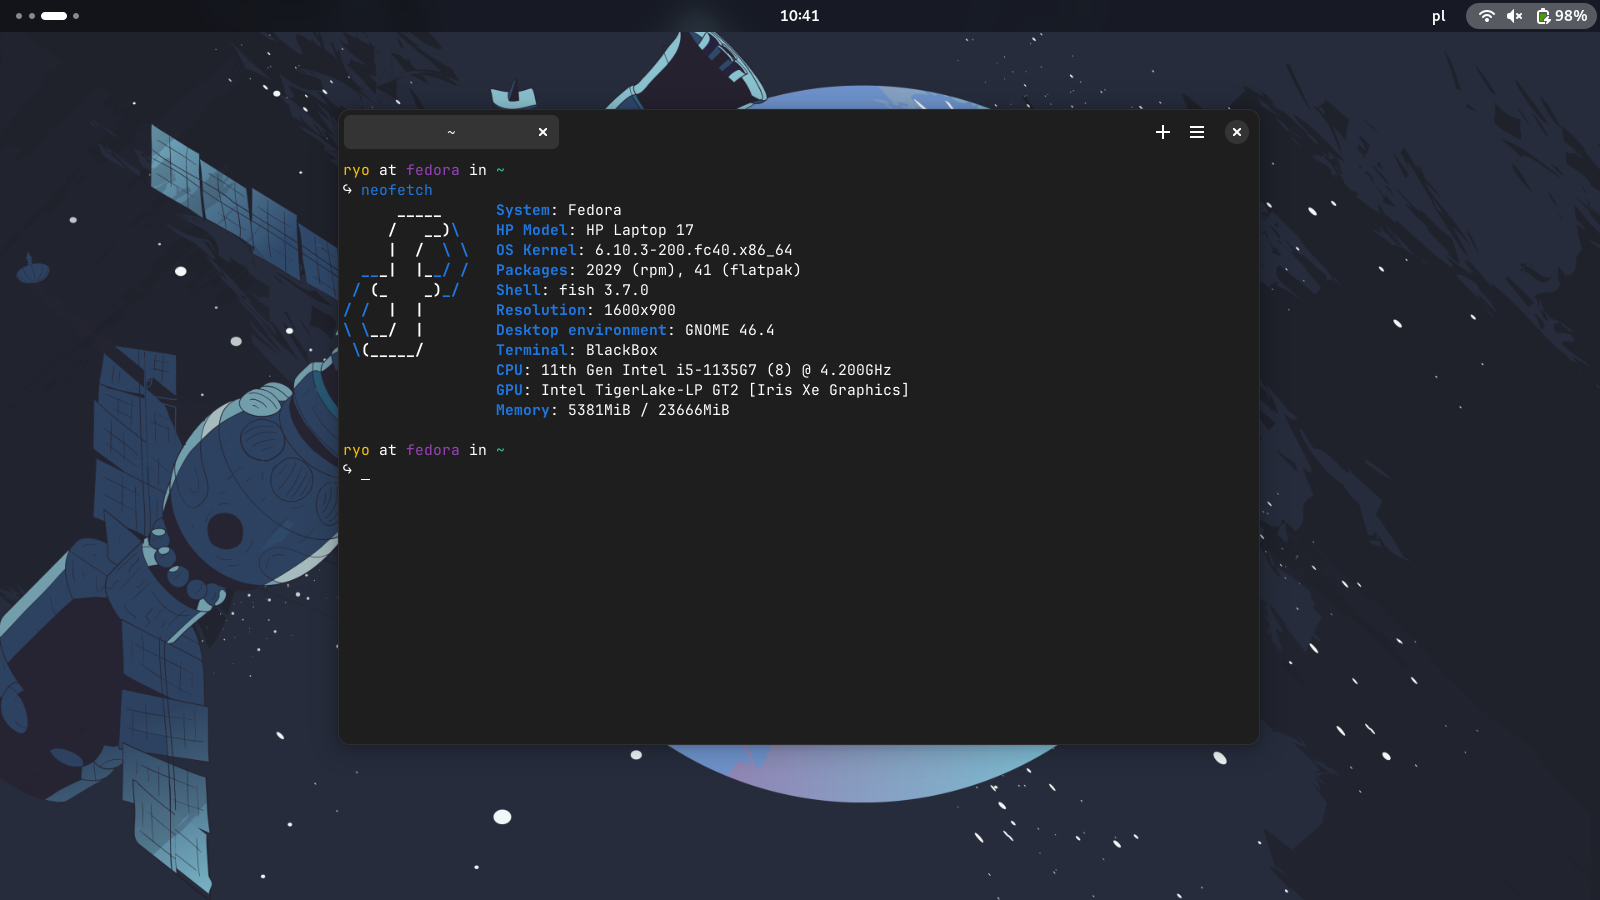 10:41
pl
98%
~
ryo at fedora in ~
↪ neofetch
System: Fedora
HP Model: HP Laptop 17
OS Kernel: 6.10.3-200.fc40.x86_64
Packages: 2029 (rpm), 41 (flatpak)
Shell: fish 3.7.0
Resolution: 1600x900
Desktop environment: GNOME 46.4
Terminal: BlackBox
CPU: 11th Gen Intel i5-1135G7 (8) @ 4.200GHz
GPU: Intel TigerLake-LP GT2 [Iris Xe Graphics]
Memory: 5381MiB / 23666MiB
ryo at fedora in ~
↪ _